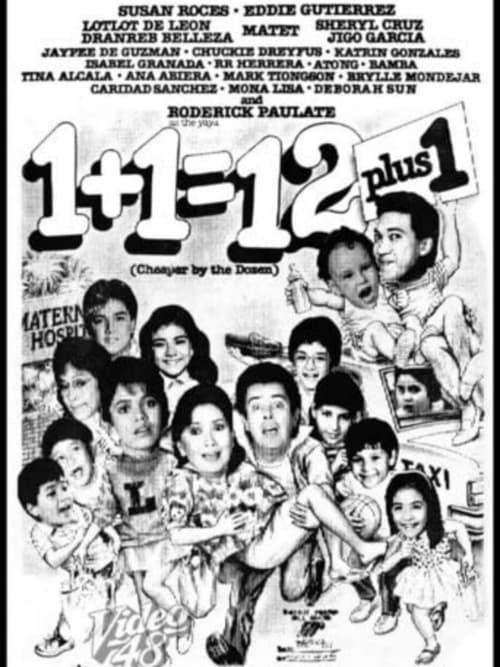 SUSAN ROCES • EDDIE GUTIERREZ
LOTLOT DE LEON MATET SHERYL CRUZ
DRANREB BELLEZA JIGO GARCIA
JAYPEE DE GUZMAN • CHUCKIE DREYFUS • KATRIN GONZALES
ISABEL GRANADA • RR HERRERA • ATONG • BAMBA
TINA ALCALA • ANA ABIERA • MARK TIONGSON • BRYLLE MONDEJAR
CARIDAD SANCHEZ • MONA LISA • DEBORAH SUN
and
RODERICK PAULATE
as the yaya
1+1=12
plus 1
(Cheaper by the Dozen)
MATERN
HOSPI
L
TAXI
Video
48